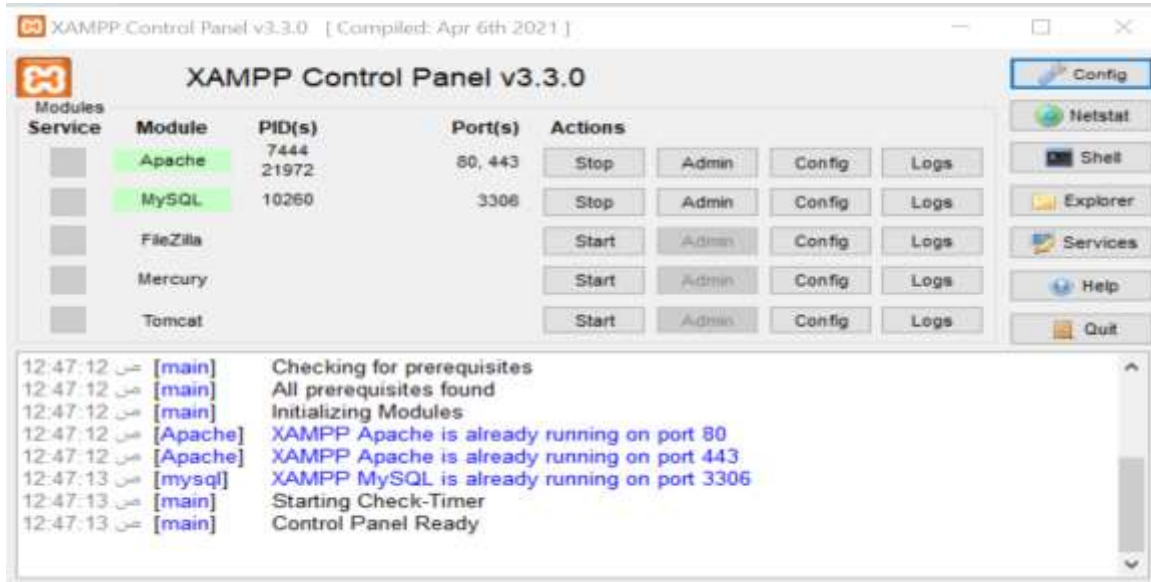 XAMPP Control Panel v3.3.0 [ Compiled: Apr 6th 2021 ]
XAMPP Control Panel v3.3.0
Config
Modules
Service Module PID(s) Port(s) Actions
Netstat
Apache 7444 21972 80, 443 Stop Admin Config Logs
Shell
MySQL 10260 3306 Stop Admin Config Logs
Explorer
FileZilla Start Admin Config Logs
Services
Mercury Start Admin Config Logs
Help
Tomcat Start Admin Config Logs
Quit
12:47:12 ص [main] Checking for prerequisites
12:47:12 ص [main] All prerequisites found
12:47:12 ص [main] Initializing Modules
12:47:12 ص [Apache] XAMPP Apache is already running on port 80
12:47:12 ص [Apache] XAMPP Apache is already running on port 443
12:47:13 ص [mysql] XAMPP MySQL is already running on port 3306
12:47:13 ص [main] Starting Check-Timer
12:47:13 ص [main] Control Panel Ready